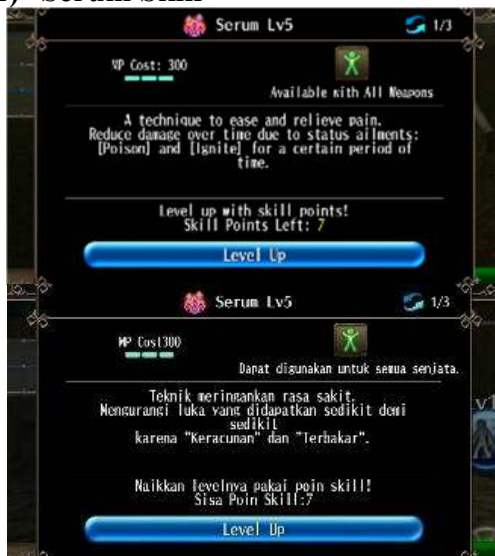 Serum Lv5
1/3
MP Cost: 300
Available with All Weapons
A technique to ease and relieve pain.
Reduce damage over time due to status ailments:
[Poison] and [Ignite] for a certain period of
time.
Level up with skill points!
Skill Points Left: 7
Level Up
Serum Lv5
1/3
MP Cost300
Dapat digunakan untuk semua senjata.
Teknik meringankan rasa sakit.
Mengurangi luka yang didapatkan sedikit demi
sedikit
karena "Keracunan" dan "Terbakar".
Naikkan levelnya pakai poin skill!
Sisa Poin Skill:7
Level Up